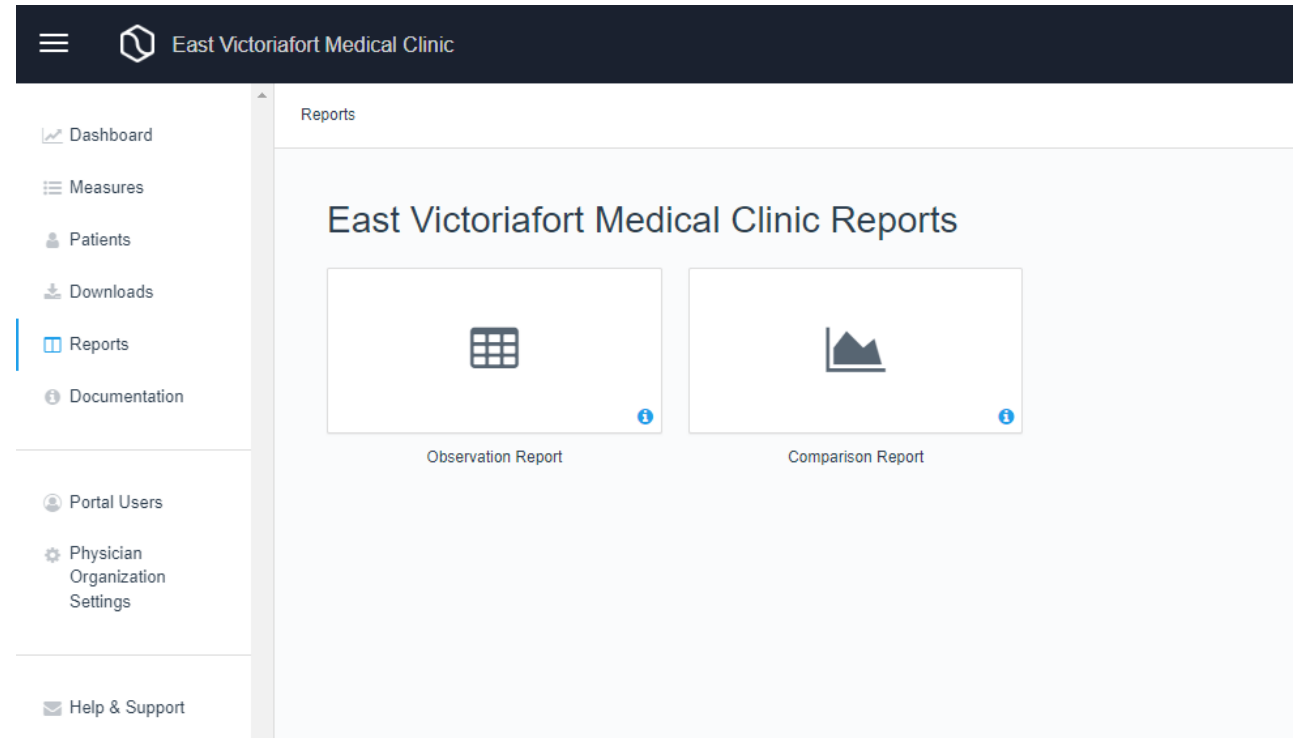 East Victoriafort Medical Clinic
Dashboard
Measures
Patients
Downloads
Reports
Documentation
Portal Users
Physician
Organization
Settings
Help & Support
Reports
East Victoriafort Medical Clinic Reports
Observation Report
Comparison Report